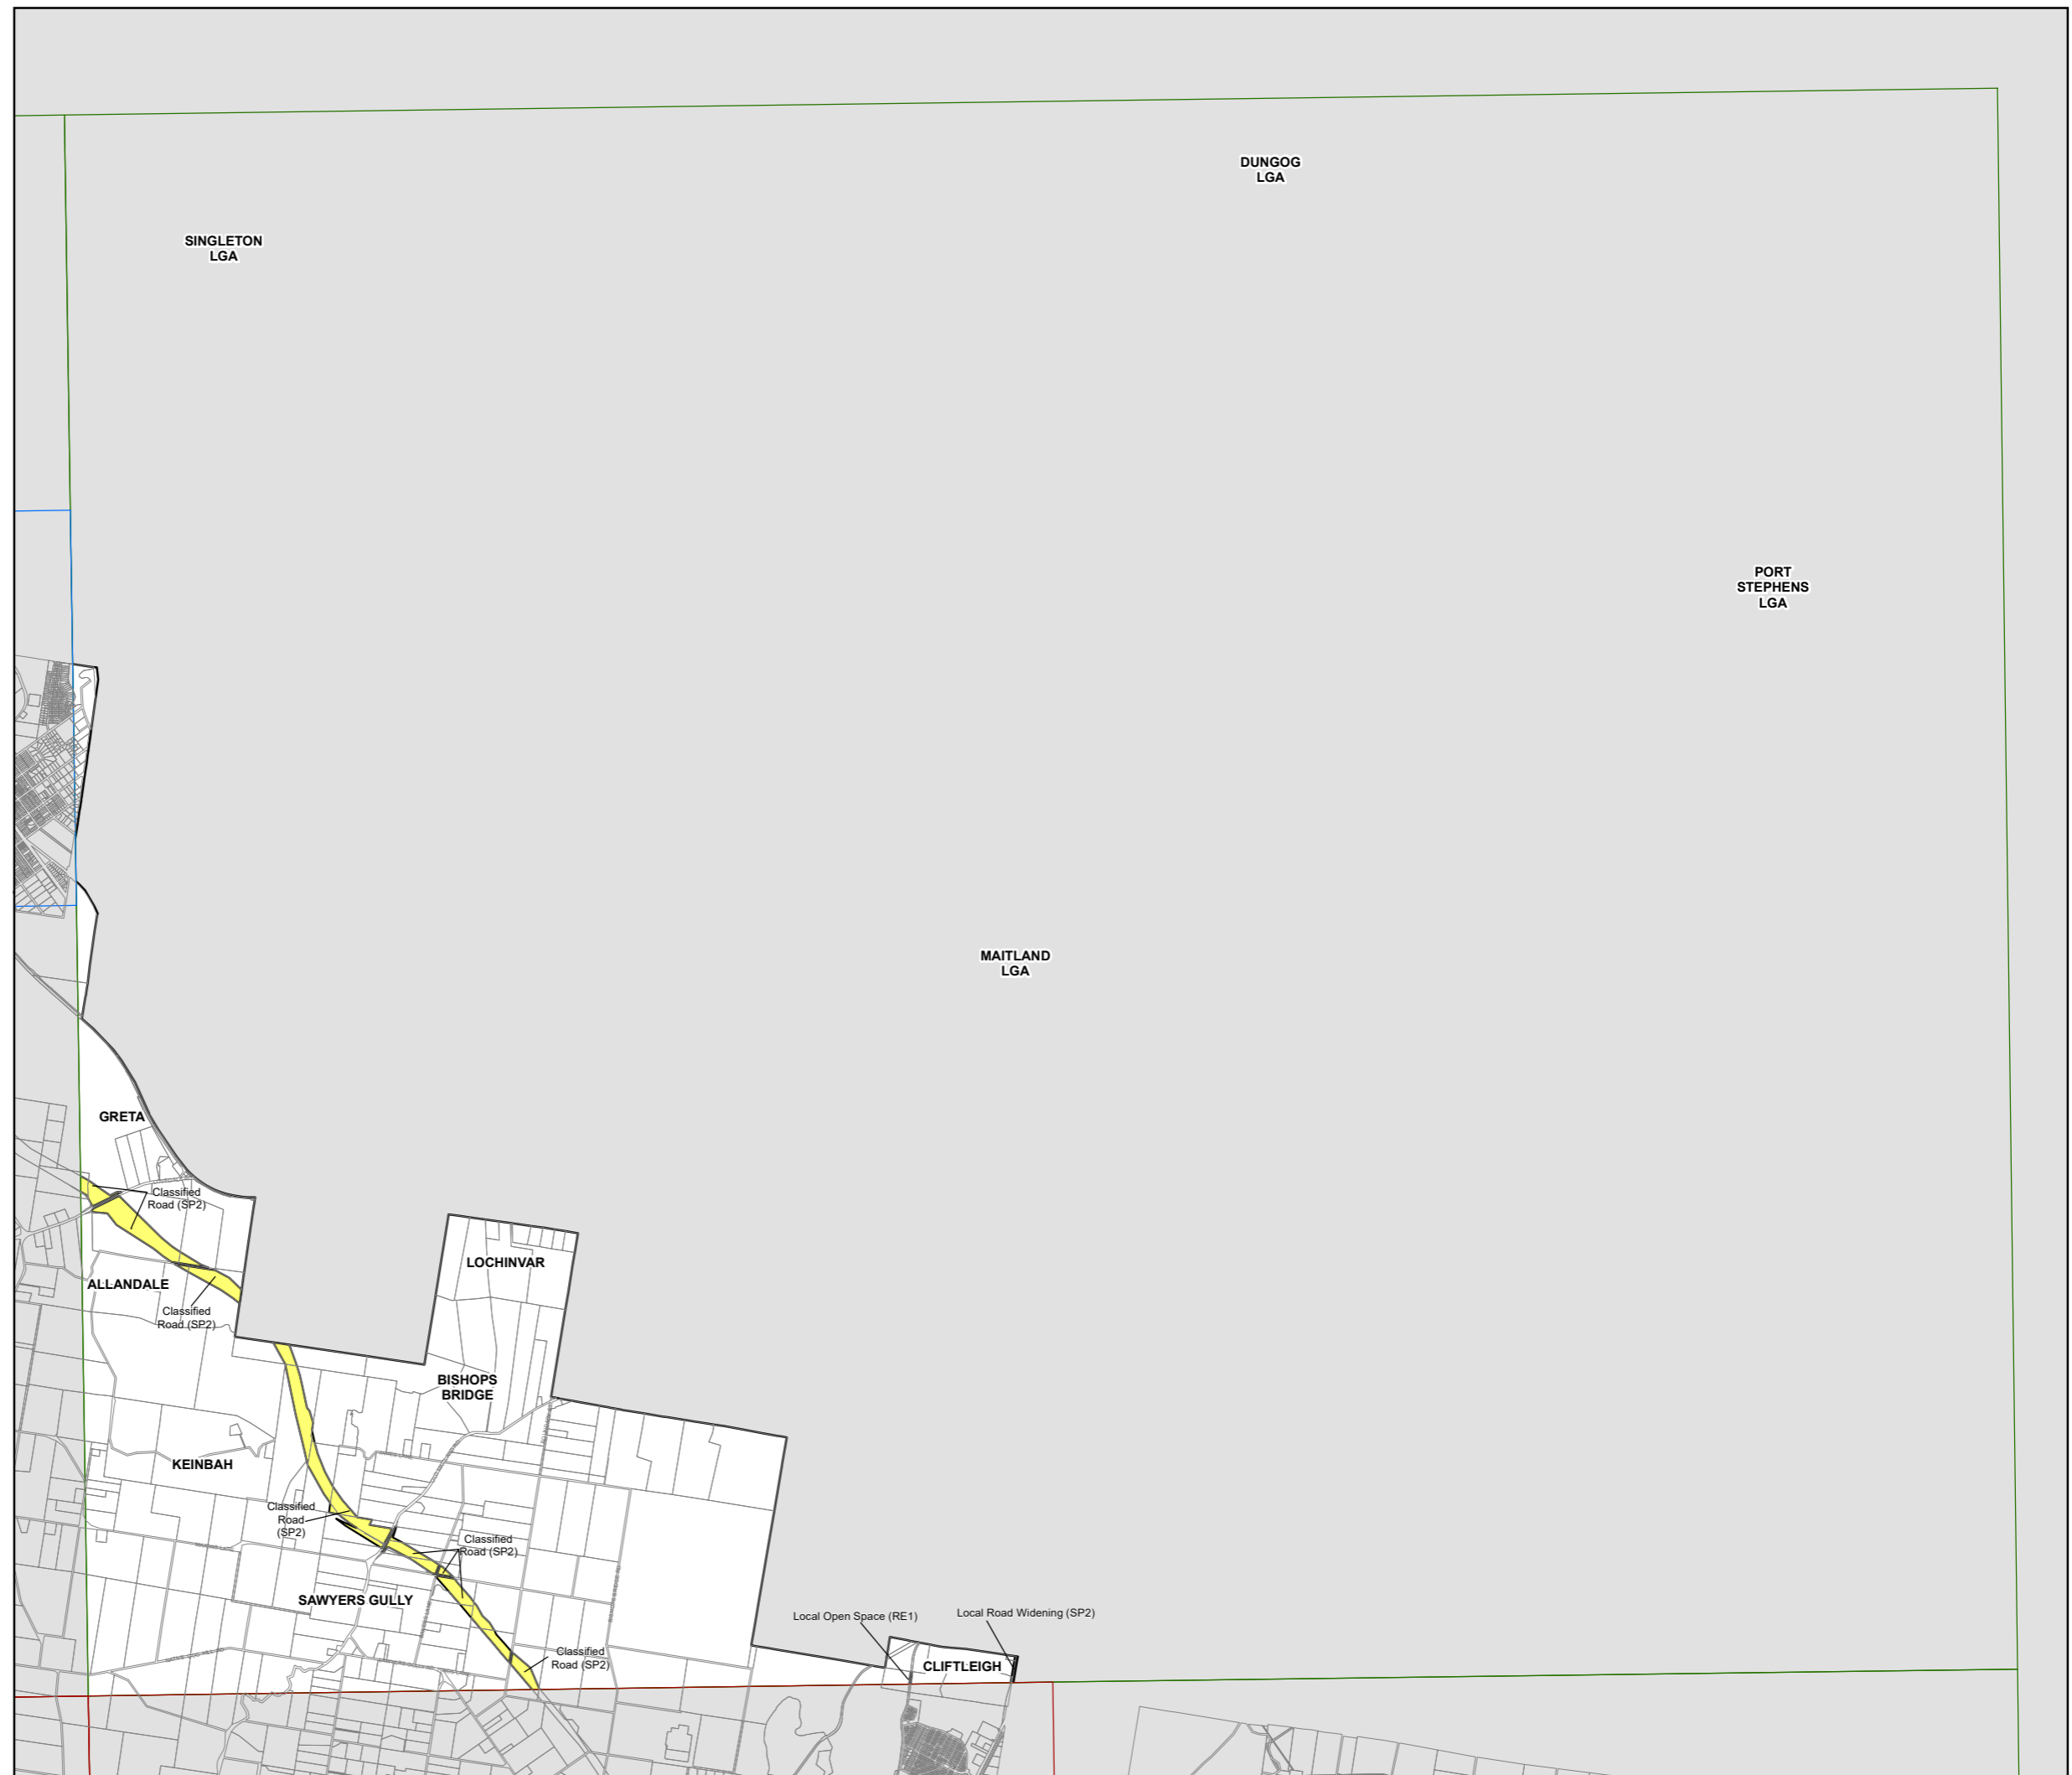 DUNGOG
LGA
SINGLETON
LGA
PORT
STEPHENS
LGA
MAITLAND
LGA
GRETA
Classified
Road (SP2)
LOCHINVAR
ALLANDALE
Classified
Road (SP2)
BISHOPS
BRIDGE
KEINBAH
Classified
Road
(SP2)
Classified
Road (SP2)
SAWYERS GULLY
Local Open Space (RE1)
Local Road Widening (SP2)
Classified
Road (SP2)
CLIFTLEIGH